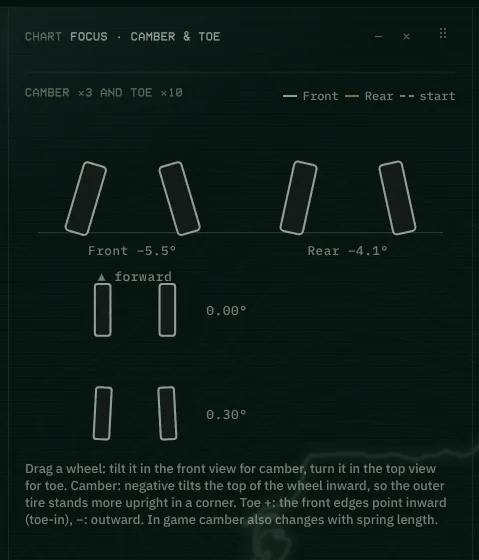 CHART FOCUS · CAMBER & TOE
CAMBER ×3 AND TOE ×10
Front Rear start
Front −5.5° Rear −4.1°
▲ forward
0.00°
0.30°
Drag a wheel: tilt it in the front view for camber, turn it in the top view
for toe. Camber: negative tilts the top of the wheel inward, so the outer
tire stands more upright in a corner. Toe +: the front edges point inward
(toe-in), −: outward. In game camber also changes with spring length.